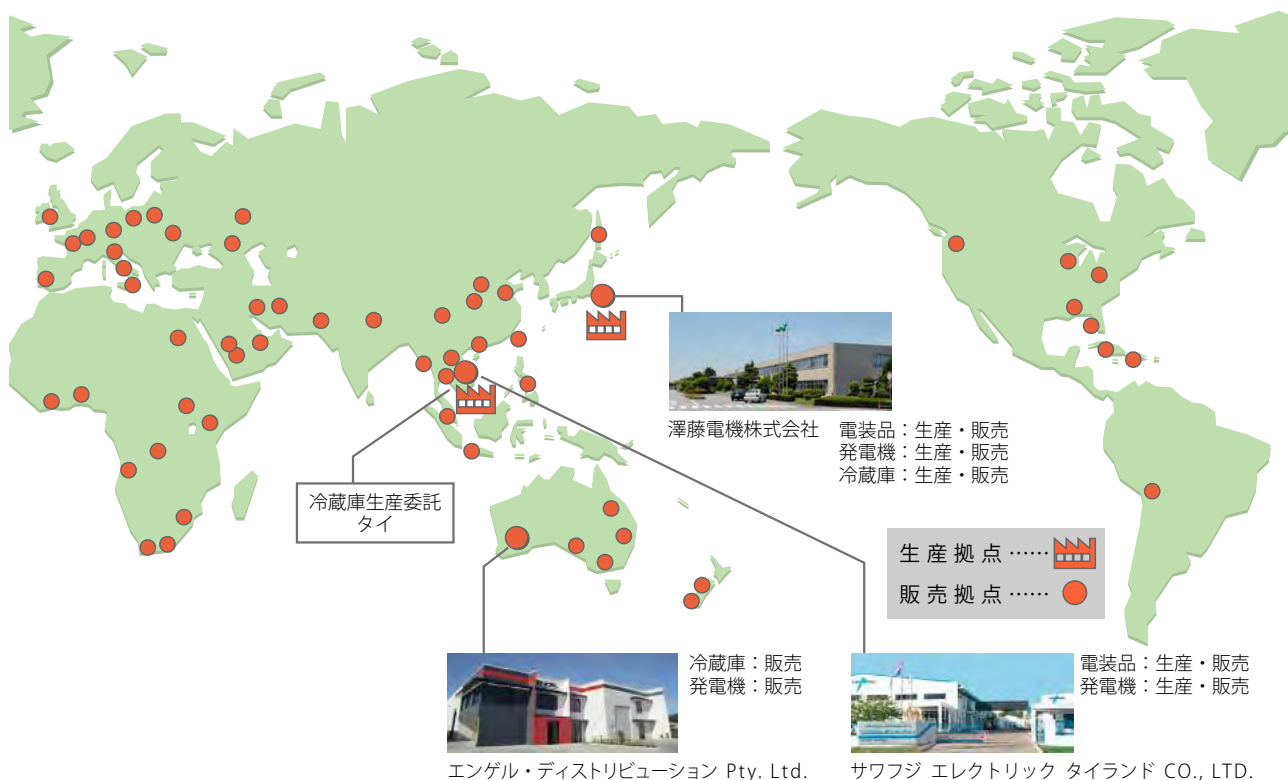 澤藤電機株式会社
電装品：生産・販売
発電機：生産・販売
冷蔵庫：生産・販売
冷蔵庫生産委託
タイ
生産拠点……
販売拠点……
冷蔵庫：販売
発電機：販売
エンゲル・ディストリビューション Pty. Ltd.
電装品：生産・販売
発電機：生産・販売
サワフジ エレクトリック タイランド CO., LTD.